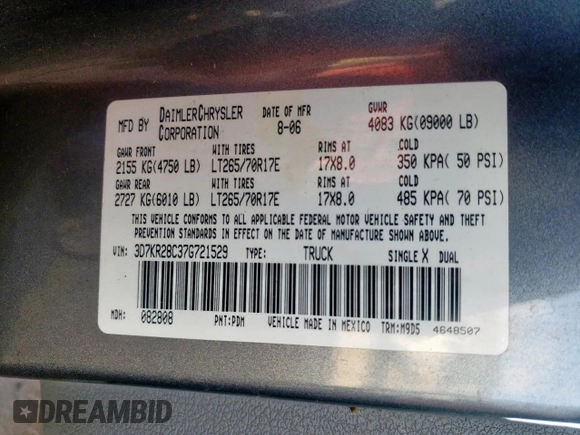 MFD BY DAIMLERCHRYSLER CORPORATION DATE OF MFR 8-06 GVWR 4083 KG(09000 LB)
GAWR FRONT WITH TIRES RIMS AT COLD
2155 KG(4750 LB) LT265/70R17E 17X8.0 350 KPA( 50 PSI)
GAWR REAR WITH TIRES RIMS AT COLD
2727 KG(6010 LB) LT265/70R17E 17X8.0 485 KPA( 70 PSI)
THIS VEHICLE CONFORMS TO ALL APPLICABLE FEDERAL MOTOR VEHICLE SAFETY AND THEFT
PREVENTION STANDARDS IN EFFECT ON THE DATE OF MANUFACTURE SHOWN ABOVE.
VIN: 3D7KR28C37G721529 TYPE: TRUCK SINGLE X DUAL
MDH: 082808 PNT:PDM VEHICLE MADE IN MEXICO TRM:M9D5 4648507
DREAMBID